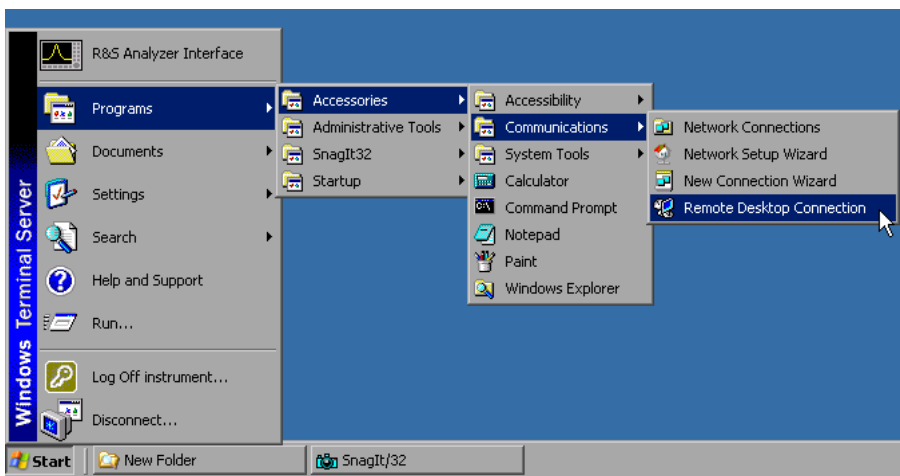 R&S Analyzer Interface
Programs
Documents
Settings
Search
Help and Support
Run...
Log Off instrument...
Disconnect...
Windows Terminal Server
Accessories
Administrative Tools
SnagIt32
Startup
Accessibility
Communications
System Tools
Calculator
Command Prompt
Notepad
Paint
Windows Explorer
Network Connections
Network Setup Wizard
New Connection Wizard
Remote Desktop Connection
Start
New Folder
SnagIt/32